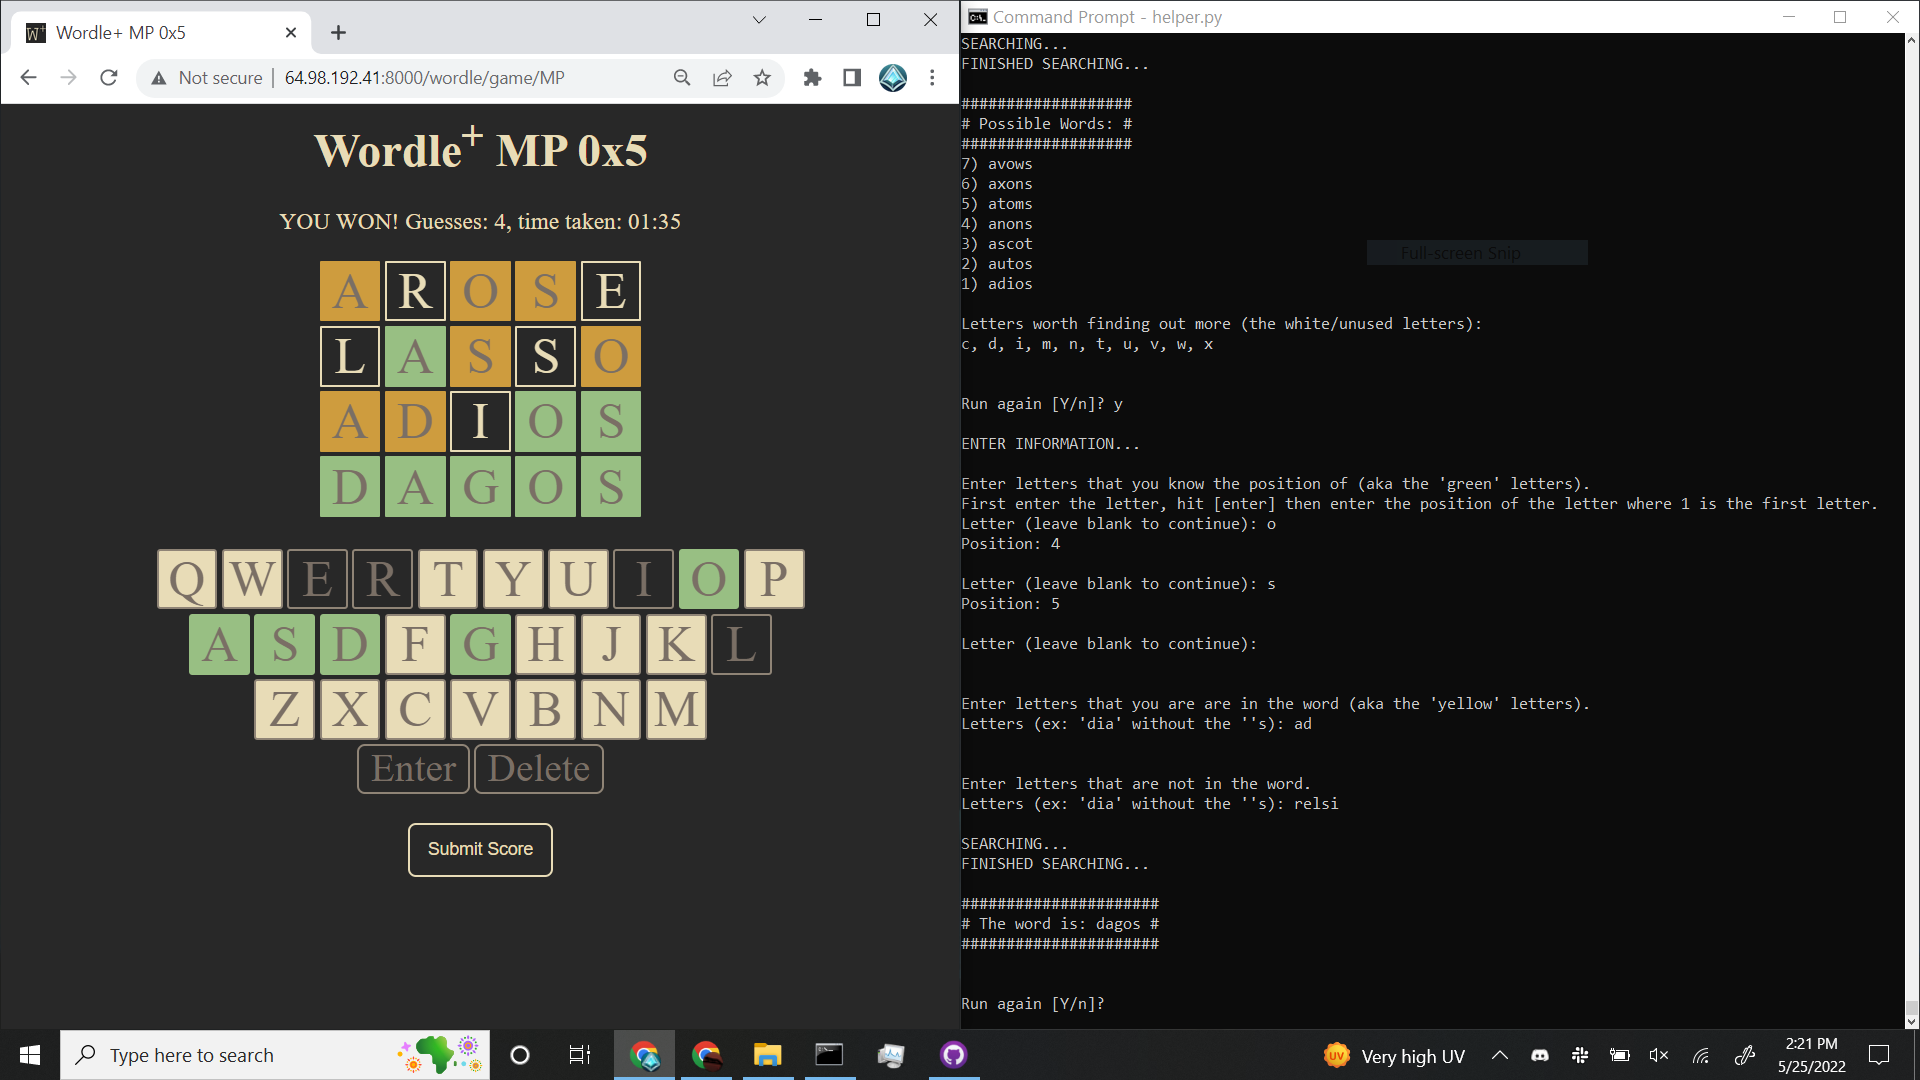 Wordle+ MP 0x5
Not secure | 64.98.192.41:8000/wordle/game/MP
Wordle+ MP 0x5
YOU WON! Guesses: 4, time taken: 01:35
A R O S E
L A S S O
A D I O S
D A G O S
Q W E R T Y U I O P
A S D F G H J K L
Z X C V B N M
Enter Delete
Submit Score
Command Prompt - helper.py
SEARCHING...
FINISHED SEARCHING...
###################
# Possible Words: #
###################
7) avows
6) axons
5) atoms
4) anons
3) ascot
2) autos
1) adios
Full-screen Snip
Letters worth finding out more (the white/unused letters):
c, d, i, m, n, t, u, v, w, x
Run again [Y/n]? y
ENTER INFORMATION...
Enter letters that you know the position of (aka the 'green' letters).
First enter the letter, hit [enter] then enter the position of the letter where 1 is the first letter.
Letter (leave blank to continue): o
Position: 4
Letter (leave blank to continue): s
Position: 5
Letter (leave blank to continue):
Enter letters that you are are in the word (aka the 'yellow' letters).
Letters (ex: 'dia' without the ''s): ad
Enter letters that are not in the word.
Letters (ex: 'dia' without the ''s): relsi
SEARCHING...
FINISHED SEARCHING...
######################
# The word is: dagos #
######################
Run again [Y/n]?
Type here to search
UV
Very high UV
2:21 PM
5/25/2022